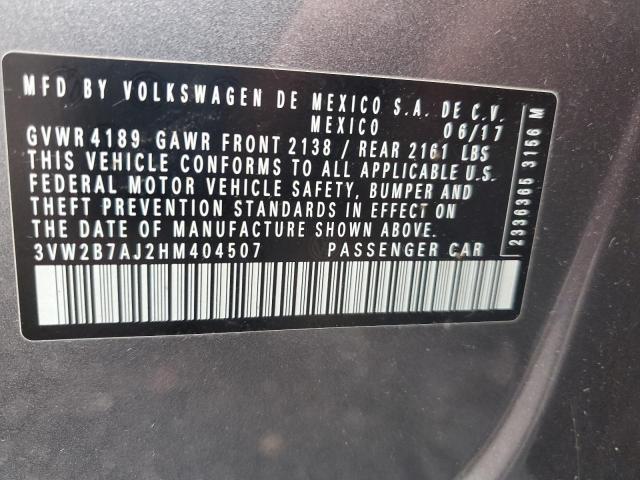 MFD BY VOLKSWAGEN DE MEXICO S.A. DE C.V.
MEXICO 06/17
GVWR 4189 GAWR FRONT 2138 / REAR 2161 LBS
THIS VEHICLE CONFORMS TO ALL APPLICABLE U.S.
FEDERAL MOTOR VEHICLE SAFETY, BUMPER AND
THEFT PREVENTION STANDARDS IN EFFECT ON
THE DATE OF MANUFACTURE SHOWN ABOVE.
3VW2B7AJ2HM404507 PASSENGER CAR
2336365 3156 M